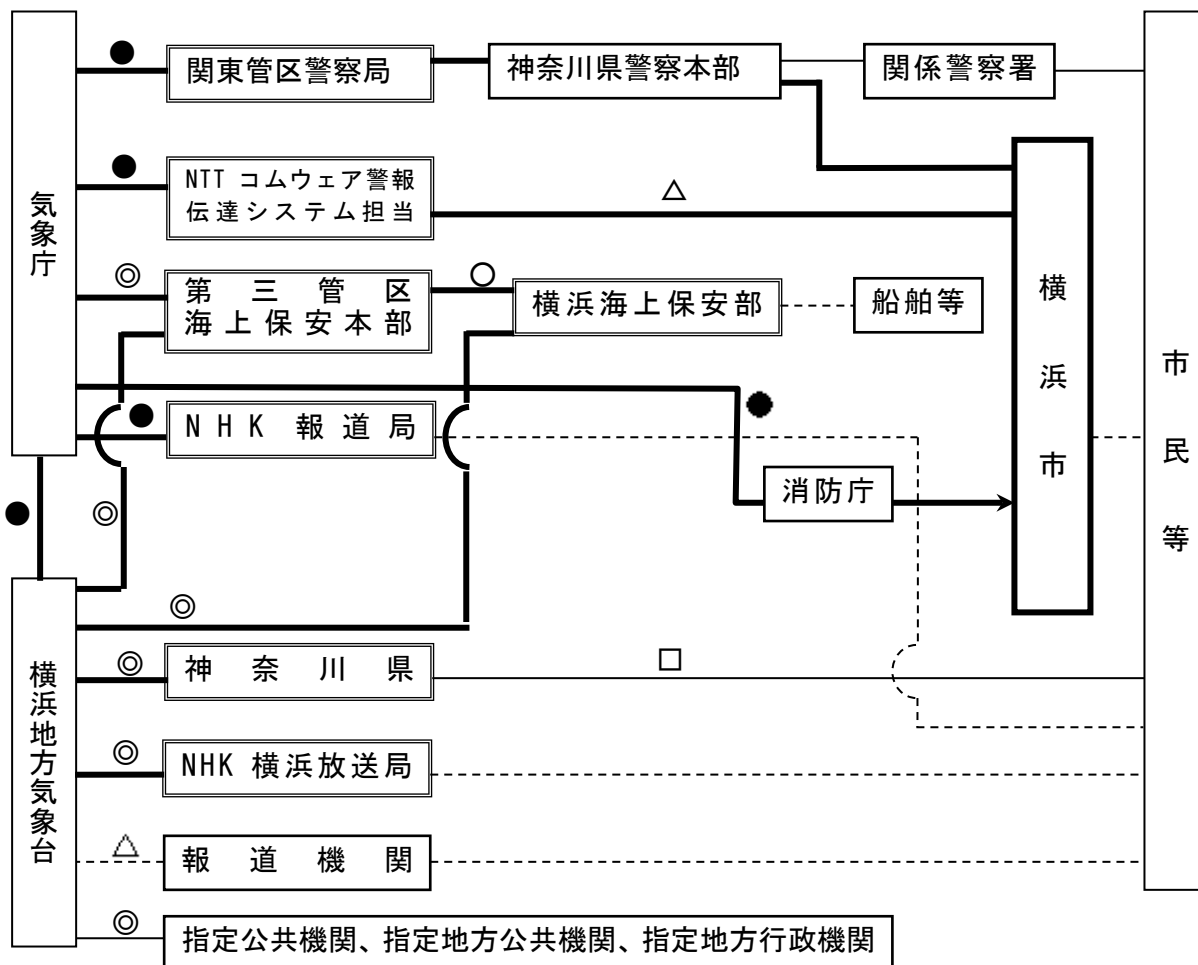 気象庁
●
関東管区警察局
神奈川県警察本部
関係警察署
●
NTT コムウェア警報
伝達システム担当
△
◎
第三管区
海上保安本部
○
横浜海上保安部
船舶等
横浜市
市民等
●
NHK 報道局
●
消防庁
●
◎
◎
横浜地方気象台
◎
神奈川県
□
◎
NHK 横浜放送局
△
報道機関
◎
指定公共機関、指定地方公共機関、指定地方行政機関